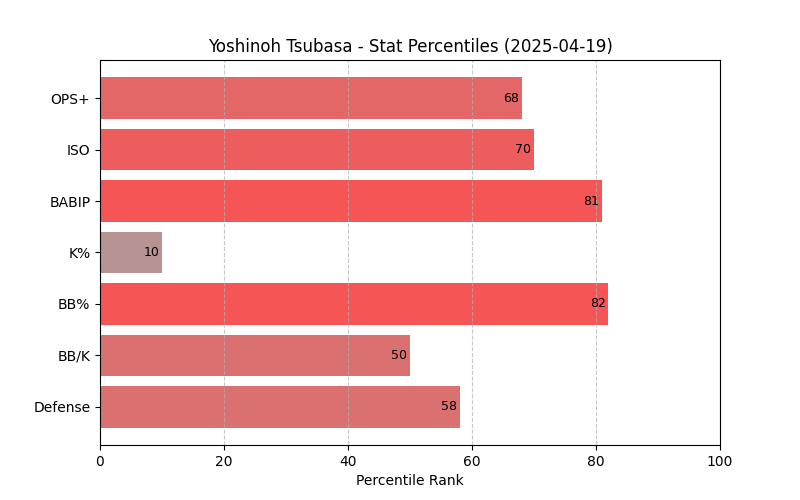 Yoshinoh Tsubasa - Stat Percentiles (2025-04-19)
OPS+ 68
ISO 70
BABIP 81
K% 10
BB% 82
BB/K 50
Defense 58
0 20 40 60 80 100
Percentile Rank